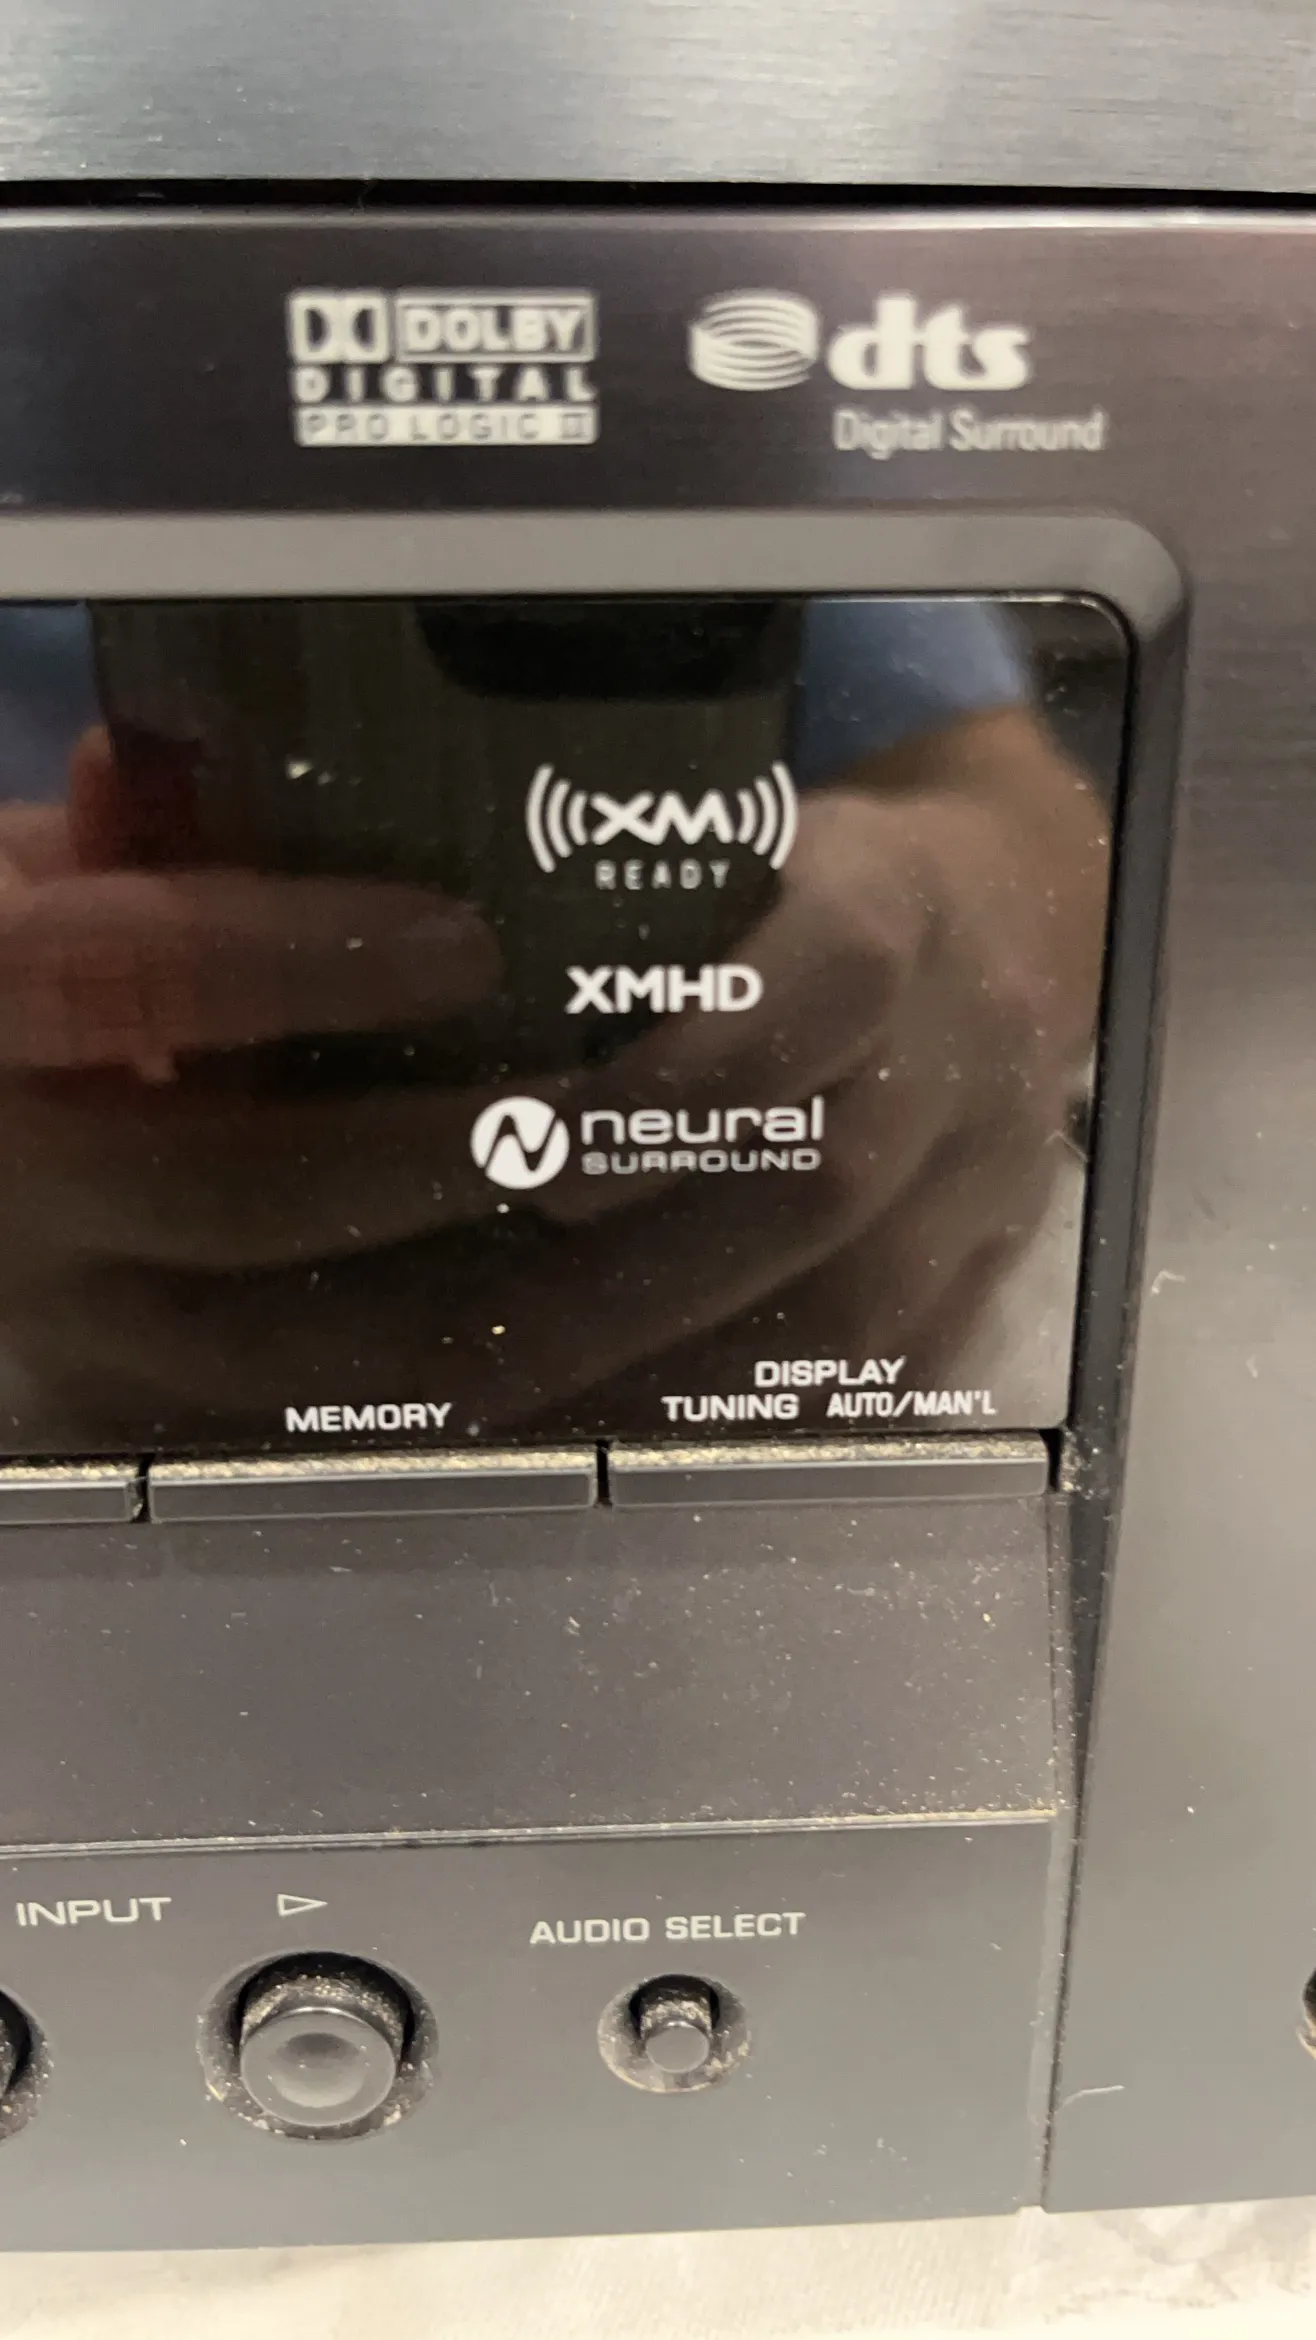 DOLBY
DIGITAL
PRO LOGIC II
dts
Digital Surround
XM
READY
XMHD
neural
SURROUND
MEMORY
DISPLAY
TUNING AUTO/MAN'L
INPUT
AUDIO SELECT